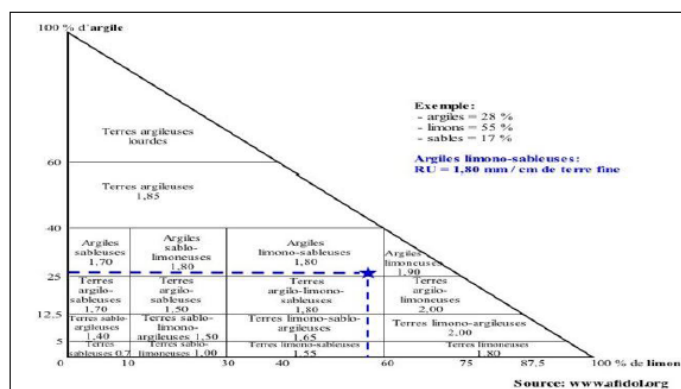 100 % d'argile
Exemple:
- argiles = 28 %
- limons = 55 %
- sables = 17 %
Argiles limono-sableuses:
RU = 1,80 mm / cm de terre fine
Terres argileuses
lourdes
60
Terres argileuses
1,85
40
Argiles
sableuses
1,70
Argiles
sablo-
limoneuses
1,80
Argiles
limono-sableuses
1,80
Argiles
limoneuses
1,90
25
Terres
argilo-
sableuses
1,70
Terres
argilo-
sableuses
1,50
Terres
argilo-limono-
sableuses
1,80
Terres
argilo-
limoneuses
2,00
12.5
Terres sablo-
argileuses
1,40
Terres sablo-
limono-
argileuses 1,50
Terres limono-sablo-
argileuses
1,65
Terres limono-argileuses
2.00
5
Terres
sableuses 0.7
Terres sablo-
limoneuses 1,00
Terres limono-sableuses
1,55
Terres limoneuses
1,80
0
10
30
60
75
87,5
100 % de limon
Source: www.afidol.org